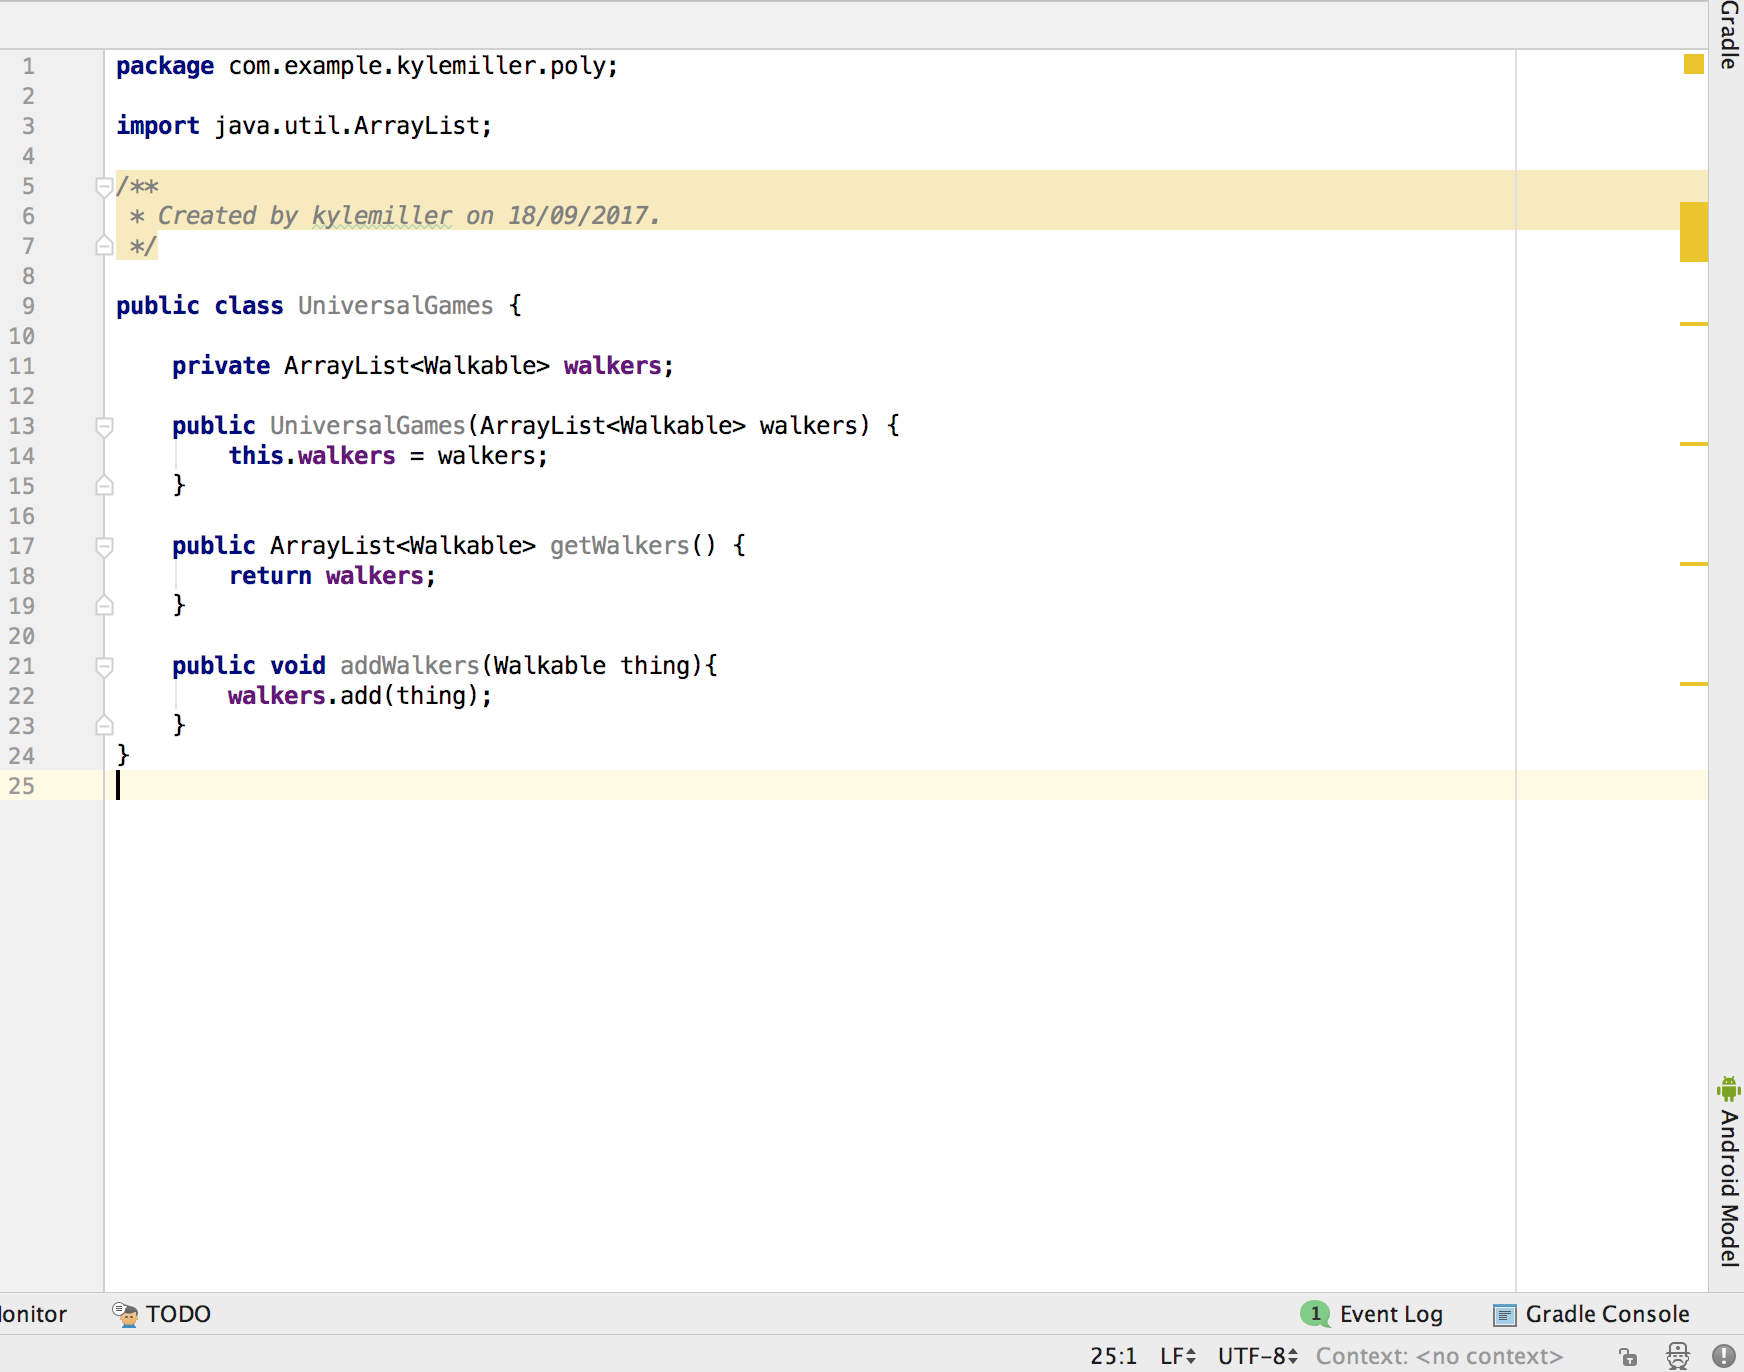 Gradle
1 package com.example.kylemiller.poly;
2
3 import java.util.ArrayList;
4
5 /**
6  * Created by kylemiller on 18/09/2017.
7  */
8
9 public class UniversalGames {
10
11     private ArrayList<Walkable> walkers;
12
13     public UniversalGames(ArrayList<Walkable> walkers) {
14         this.walkers = walkers;
15     }
16
17     public ArrayList<Walkable> getWalkers() {
18         return walkers;
19     }
20
21     public void addWalkers(Walkable thing){
22         walkers.add(thing);
23     }
24 }
25
Android Model
onitor TODO 1 Event Log Gradle Console
25:1 LF UTF-8 Context: <no context>